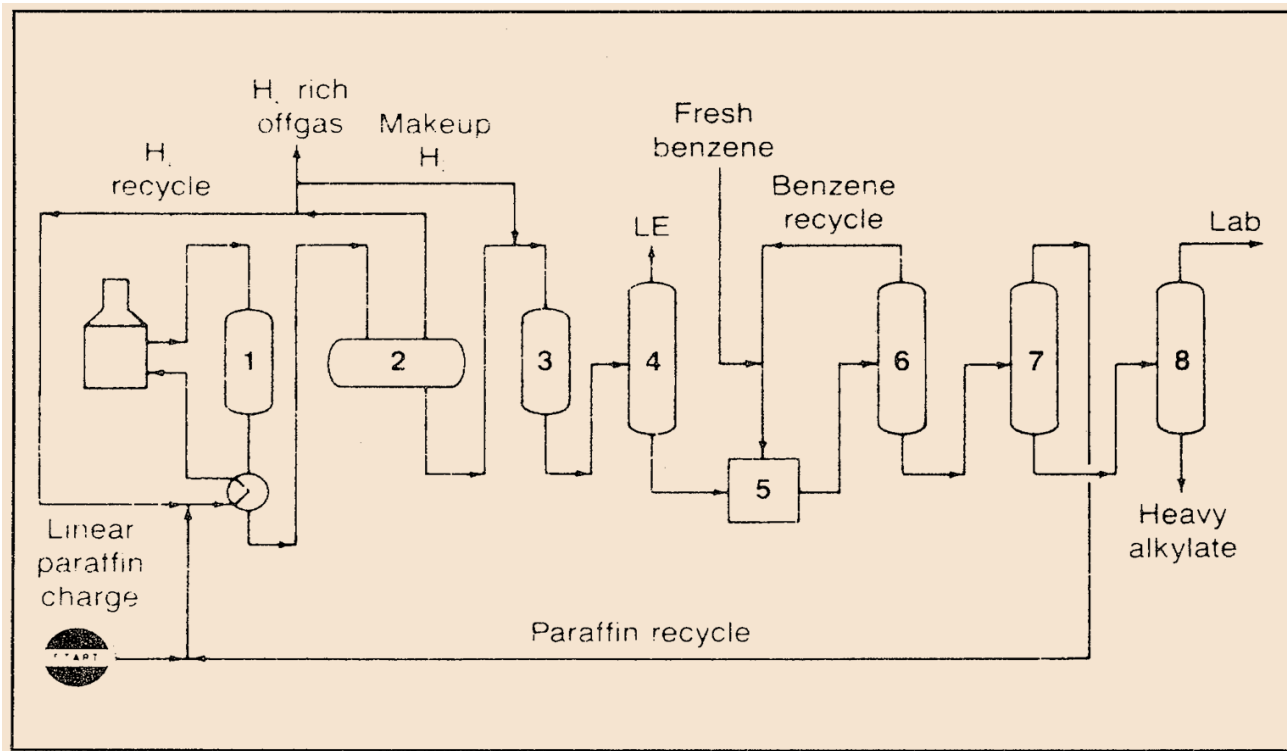 H, rich
offgas
Makeup
H,
H,
recycle
Fresh
benzene
Benzene
recycle
LE
Lab
1
2
3
4
5
6
7
8
Linear
paraffin
charge
START
Paraffin recycle
Heavy
alkylate